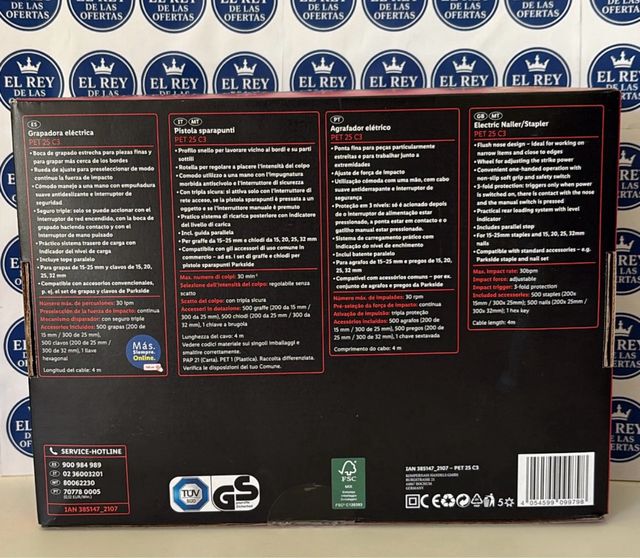 EL REY
DE LAS
OFERTAS
ES
Grapadora eléctrica
PET 25 C3
• Boca de grapado estrecha para piezas finas y
para grapar más cerca de los bordes
• Rueda de ajuste para preseleccionar de modo
continuo la fuerza de impacto
• Cómodo manejo a una mano con empuñadura
suave antideslizante e interruptor de
seguridad
• Seguro triple: solo se puede accionar con el
interruptor de red encendido, con la boca de
grapado haciendo contacto y con el
interruptor de mano pulsado
• Práctico sistema trasero de carga con
indicador del nivel de carga
• Incluye tope paralelo
• Para grapas de 15-25 mm y clavos de 15, 20,
25, 32 mm
• Compatible con accesorios convencionales,
p. ej. el set de grapas y clavos de Parkside
Número máx. de percusiones: 30 lpm
Preselección de la fuerza de impacto: continua
Mecanismo disparador: con seguro triple
Accesorios incluidos: 500 grapas (200 de
15 mm / 300 de 25 mm),
500 clavos (200 de 25 mm /
300 de 32 mm), 1 llave
hexagonal
Longitud del cable: 4 m
Más.
Siempre.
Online.
IT MT
Pistola sparapunti
PET 25 C3
• Profilo snello per lavorare vicino ai bordi e su parti
sottili
• Rotella per regolare a piacere l'intensità del colpo
• Comodo utilizzo a una mano con l'impugnatura
morbida antiscivolo e l'interruttore di sicurezza
• Con tripla sicura: si attiva solo con l'interruttore di
rete acceso, se la sparapunti è pressata a un
oggetto e se l'interruttore manuale è premuto
• Pratico sistema di ricarica posteriore con indicatore
del livello di carica
• Incl. guida parallela
• Per graffe da 15-25 mm e chiodi da 15, 20, 25, 32 mm
• Compatibile con gli accessori di uso comune in
commercio – ad es. i set di graffe e chiodi per
pistole sparapunti Parkside
Max. numero di colpi: 30 min⁻¹
Selezione dell'intensità del colpo: regolabile senza
scatto
Scatto del colpo: con tripla sicura
Accessori in dotazione: 500 graffe (200 da 15 mm /
300 da 25 mm), 500 chiodi (200 da 25 mm /
300 da 32 mm), 1 chiave a brugola
Lunghezza del cavo: 4 m
Vedere codici materiale sui singoli imballaggi e
smaltire correttamente.
PAP 21 (Carta). PET 1 (Plastica). Raccolta differenziata.
Verifica le disposizioni del tuo Comune.
PT
Agrafador elétrico
PET 25 C3
• Ponta fina para peças particularmente
estreitas e para trabalhar junto a
extremidades
• Ajuste de força de impacto
• Utilização cómoda com uma mão, com cabo
suave antiderrapante e interruptor de
segurança
• Proteção em 3 níveis: só é acionado depois
de o interruptor de alimentação estar
pressionado, a ponta estar em contacto e o
gatilho manual estar pressionado.
• Sistema de carregamento prático com
indicação do nível de enchimento
• Incluí batente paralelo
• Para agrafos de 15-25 mm e pregos de 15, 20,
25, 32 mm
• Compatível com acessórios comuns – por ex.
conjunto de agrafos e pregos da Parkside
Número máx. de impulsos: 30 rpm
Pré-seleção da força de impacto: contínua
Ativação de impulsão: tripla proteção
Acessórios incluídos: 500 agrafos (200 de
15 mm / 300 de 25 mm), 500 pregos (200 de
25 mm / 300 de 32 mm), 1 chave sextavada
Comprimento do cabo: 4 m
GB MT
Electric Nailer/Stapler
PET 25 C3
• Flush nose design – ideal for working on
narrow items and close to edges
• Wheel for adjusting the strike power
• Convenient one-handed operation with
non-slip soft grip and safety switch
• 3-fold protection: triggers only when power
is switched on, there is contact with the nose
and the manual switch is pressed
• Practical rear loading system with level
indicator
• Includes parallel stop
• For 15-25mm staples and 15, 20, 25, 32mm
nails
• Compatible with standard accessories – e.g.
Parkside staple and nail set
Max. impact rate: 30bpm
Impact force: adjustable
Impact trigger: 3-fold protection
Included accessories: 500 staples (200x
15mm / 300x 25mm); 500 nails (200x
25mm / 300x 32mm); 1 hex key
Cable length: 4m
SERVICE-HOTLINE
ES 900 984 989
IT 02 36003201
MT 80062230
PT 70778 0005
IAN 385147_2107
TÜV
SÜD
GS
geprüfte
Sicherheit
FSC
MIX
FSC® C128383
IAN 385147_2107 – PET 25 C3
KOMPERNASS HANDELS GMBH
BURGSTRASSE 21
44867 BOCHUM
GERMANY
CE
4 054599 099798